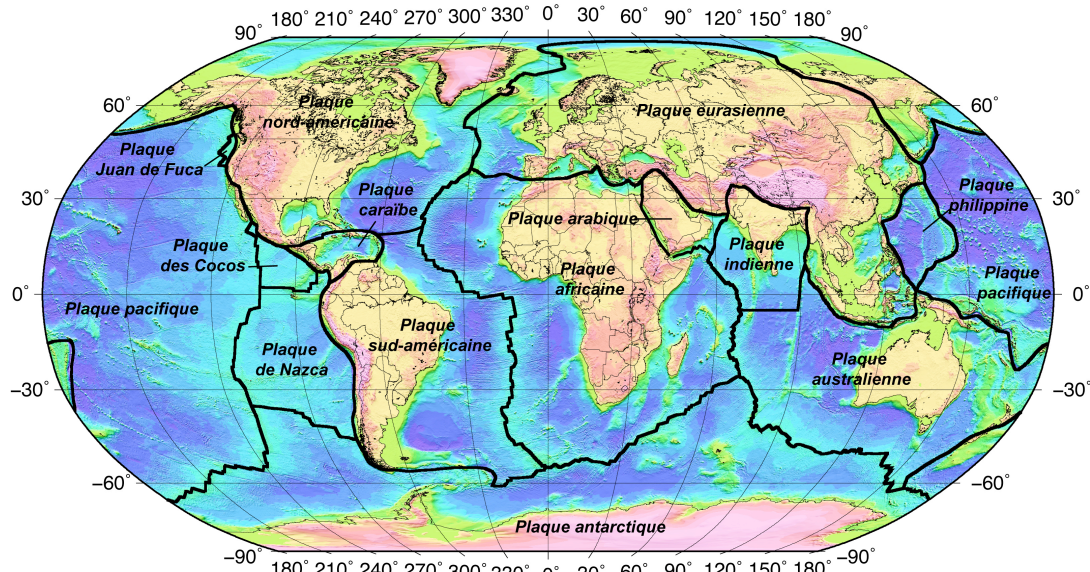 180° 210° 240° 270° 300° 330° 0° 30° 60° 90° 120° 150° 180°
90° 90°
60° 60°
Plaque
nord-américaine
Plaque eurasienne
Plaque
Juan de Fuca
Plaque
caraïbe
Plaque
philippine
30° 30°
Plaque arabique
Plaque
des Cocos
Plaque
indienne
Plaque
africaine
Plaque
pacifique
0° 0°
Plaque pacifique
Plaque
sud-américaine
Plaque
de Nazca
Plaque
australienne
−30° −30°
−60° −60°
Plaque antarctique
−90° −90°
180° 210° 240° 270° 300° 330° 0° 30° 60° 90° 120° 150° 180°